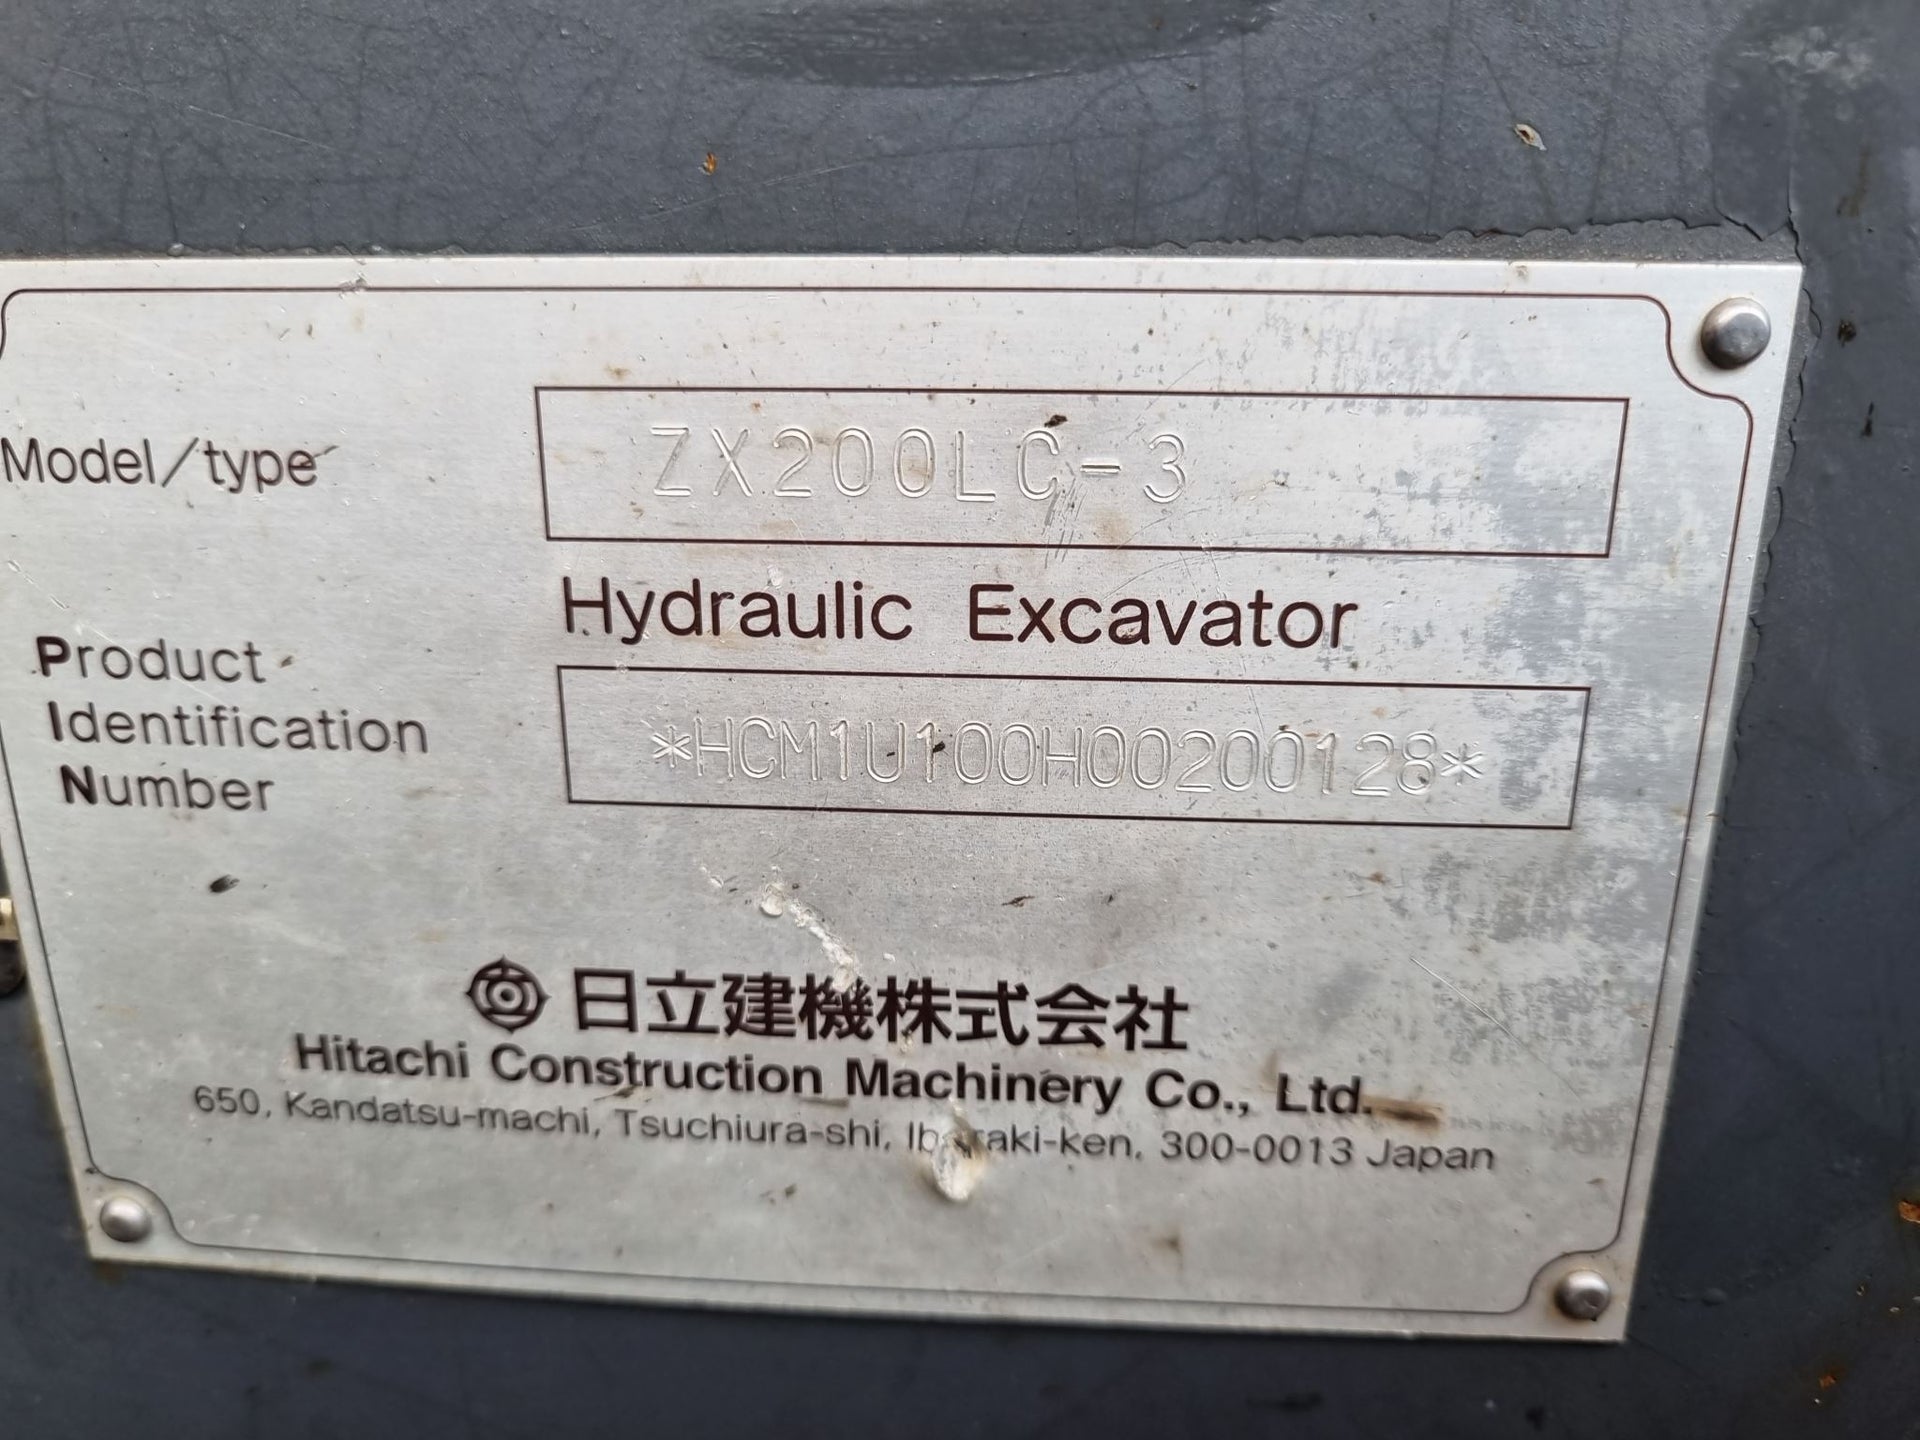 Model/type ZX200LC-3
Hydraulic Excavator
Product
Identification
Number
*HCM1U100H00200128*
日立建機株式会社
Hitachi Construction Machinery Co., Ltd.
650, Kandatsu-machi, Tsuchiura-shi, Ibaraki-ken, 300-0013 Japan